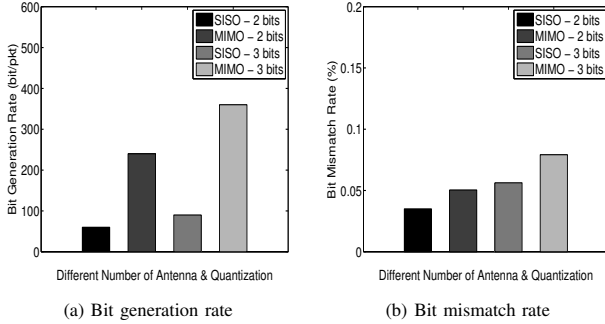 600
500
400
300
200
100
0
Bit Generation Rate (bit/pkt)
SISO − 2 bits
MIMO − 2 bits
SISO − 3 bits
MIMO − 3 bits
Different Number of Antenna & Quantization
(a) Bit generation rate
0.2
0.15
0.1
0.05
0
Bit Mismatch Rate (%)
SISO − 2 bits
MIMO − 2 bits
SISO − 3 bits
MIMO − 3 bits
Different Number of Antenna & Quantization
(b) Bit mismatch rate